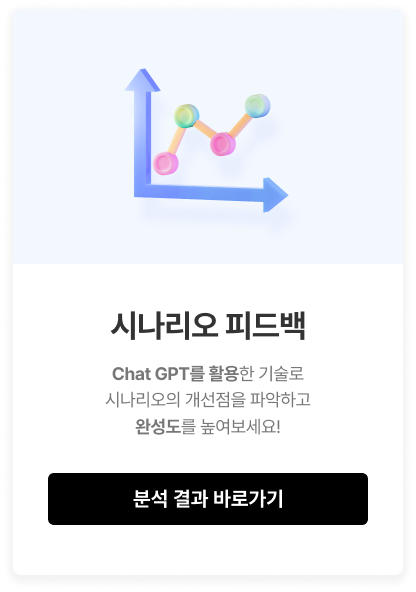 시나리오 피드백
Chat GPT를 활용한 기술로
시나리오의 개선점을 파악하고
완성도를 높여보세요!
분석 결과 바로가기